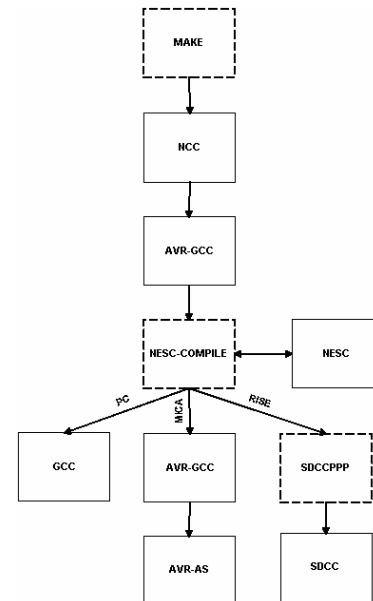 MAKE
NCC
AVR-GCC
NESC-COMPILE
NESC
PC
MICA
RISE
GCC
AVR-GCC
SDCCPPP
AVR-AS
SDCC